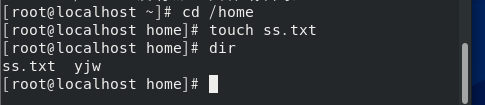 [root@localhost ~]# cd /home
[root@localhost home]# touch ss.txt
[root@localhost home]# dir
ss.txt  yjw
[root@localhost home]#